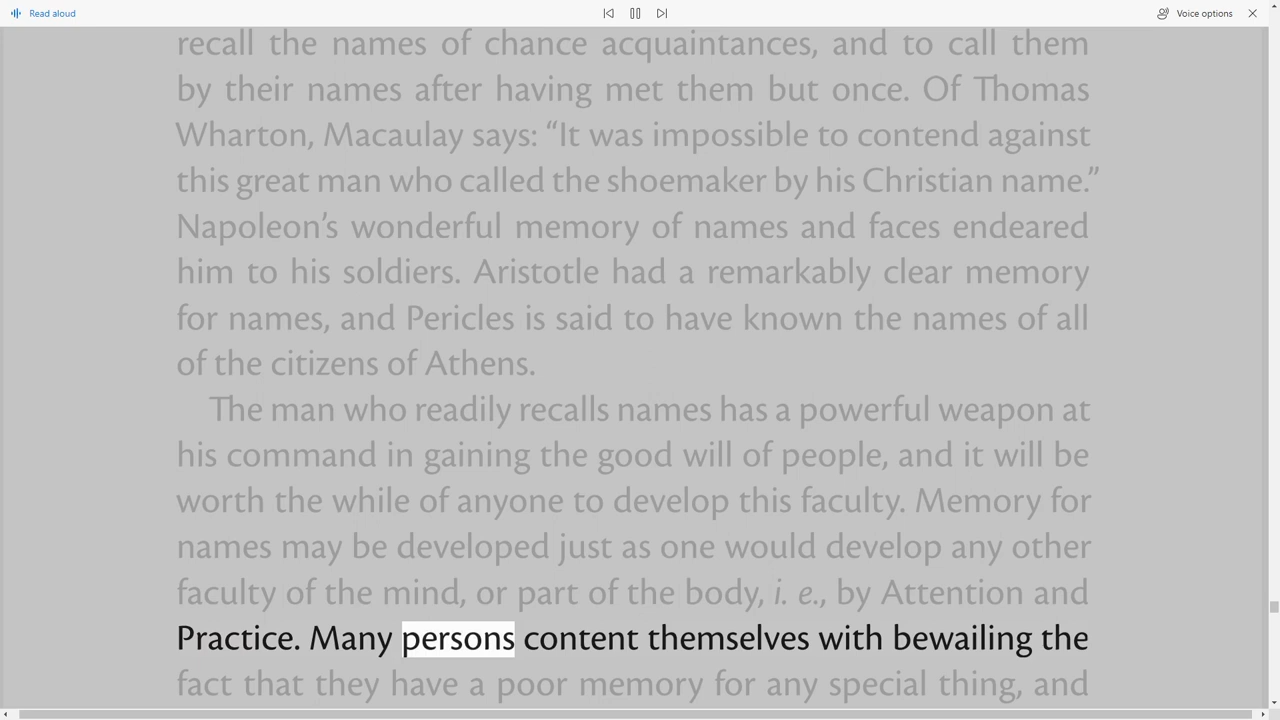 Read aloud
Voice options
recall the names of chance acquaintances, and to call them
by their names after having met them but once. Of Thomas
Wharton, Macaulay says: “It was impossible to contend against
this great man who called the shoemaker by his Christian name.”
Napoleon’s wonderful memory of names and faces endeared
him to his soldiers. Aristotle had a remarkably clear memory
for names, and Pericles is said to have known the names of all
of the citizens of Athens.
The man who readily recalls names has a powerful weapon at
his command in gaining the good will of people, and it will be
worth the while of anyone to develop this faculty. Memory for
names may be developed just as one would develop any other
faculty of the mind, or part of the body, i. e., by Attention and
Practice. Many persons content themselves with bewailing the
fact that they have a poor memory for any special thing, and